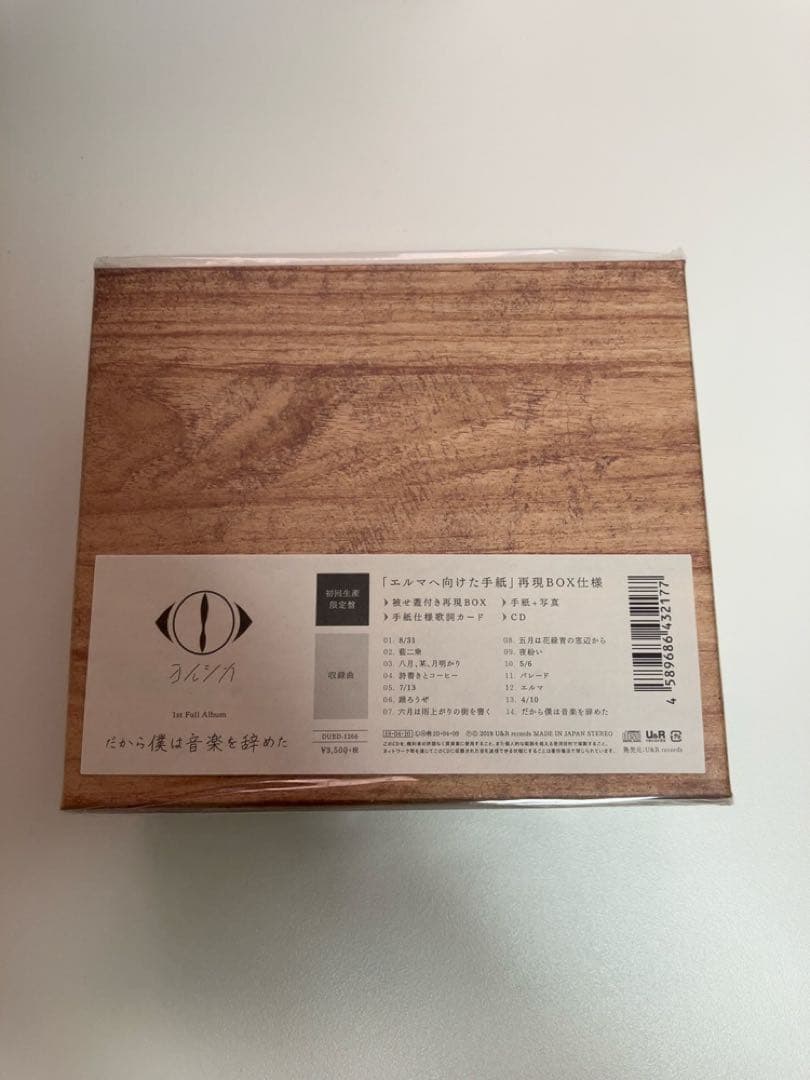 ヨルシカ
1st Full Album
だから僕は音楽を辞めた
初回生産
限定盤
収録曲
DUED-1266
¥3,500+税
「エルマへ向けた手紙」再現BOX仕様
被せ蓋付き再現BOX
手紙+写真
手紙仕様歌詞カード
CD
01. 8/31
02. 藍二乗
03. 八月、某、月明かり
04. 詩書きとコーヒー
05. 7/13
06. 踊ろうぜ
07. 六月は雨上がりの街を書く
08. 五月は花緑青の窓辺から
09. 夜紛い
10. 5/6
11. パレード
12. エルマ
13. 4/10
14. だから僕は音楽を辞めた
2019 U&R records MADE IN JAPAN STEREO
U&R
RECORDS
発売元:U&R records
4 589686 432177